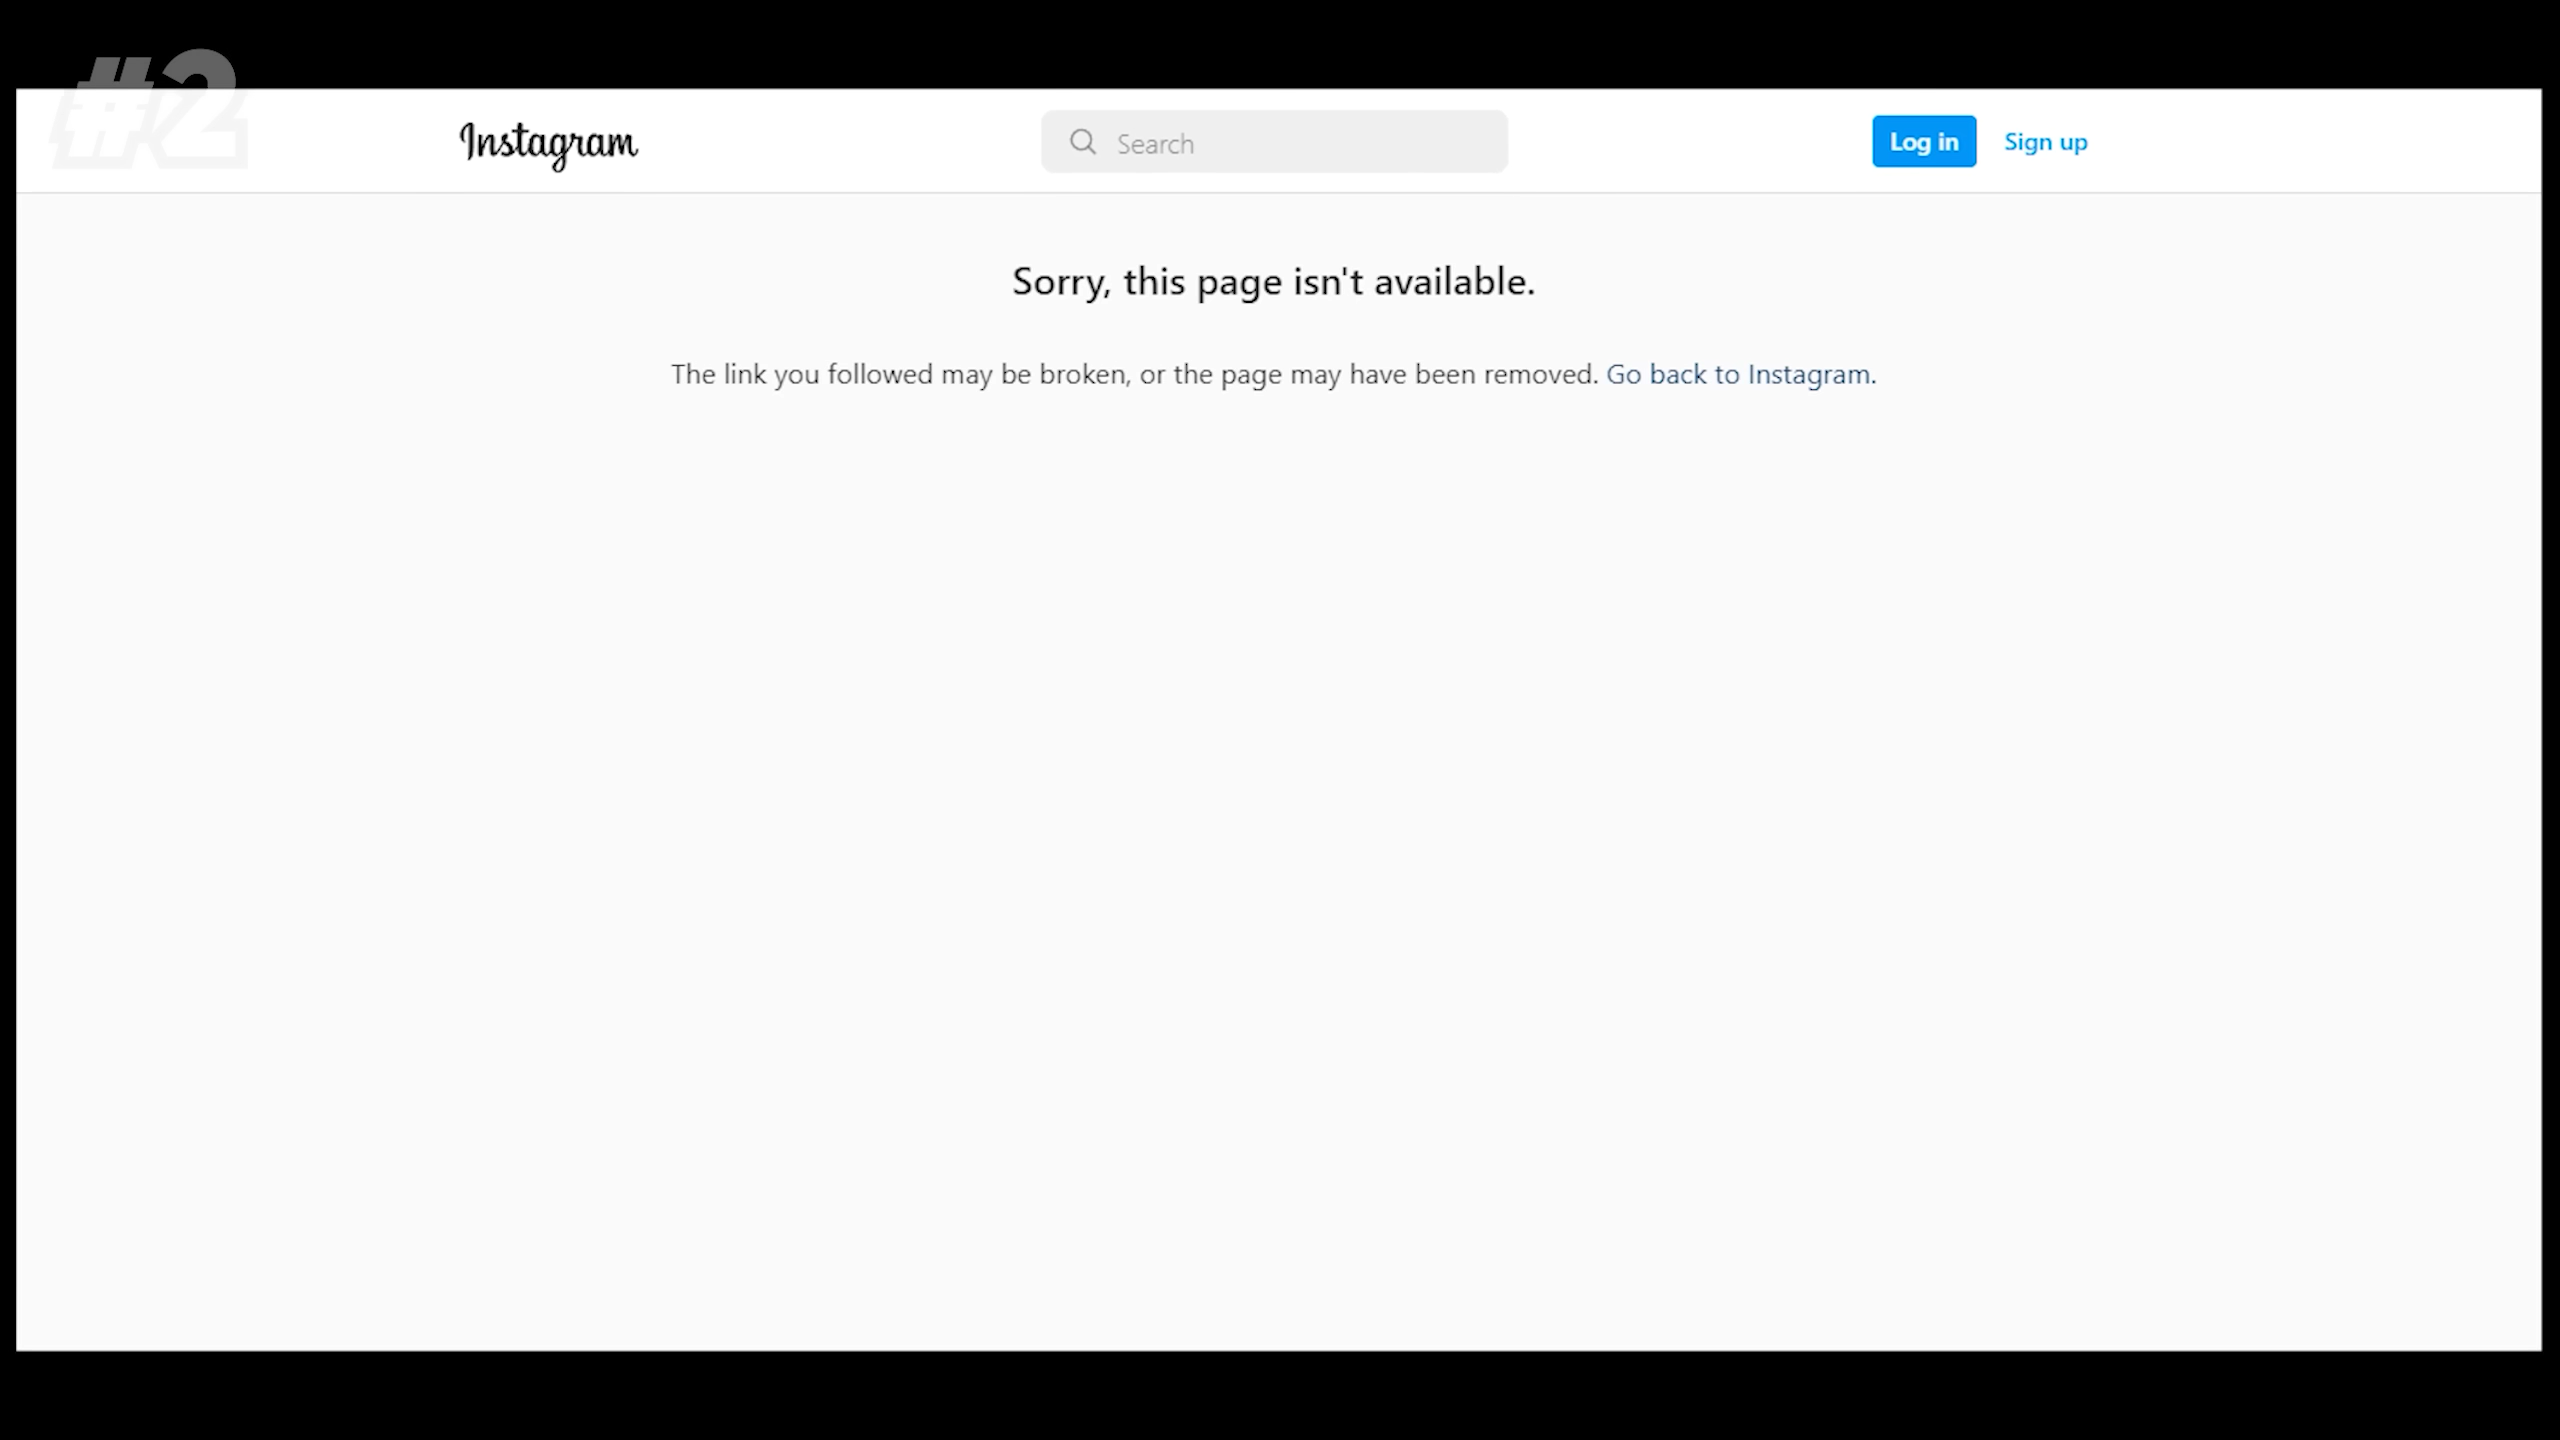 #2
Instagram
Search
Log in
Sign up
Sorry, this page isn't available.
The link you followed may be broken, or the page may have been removed. Go back to Instagram.